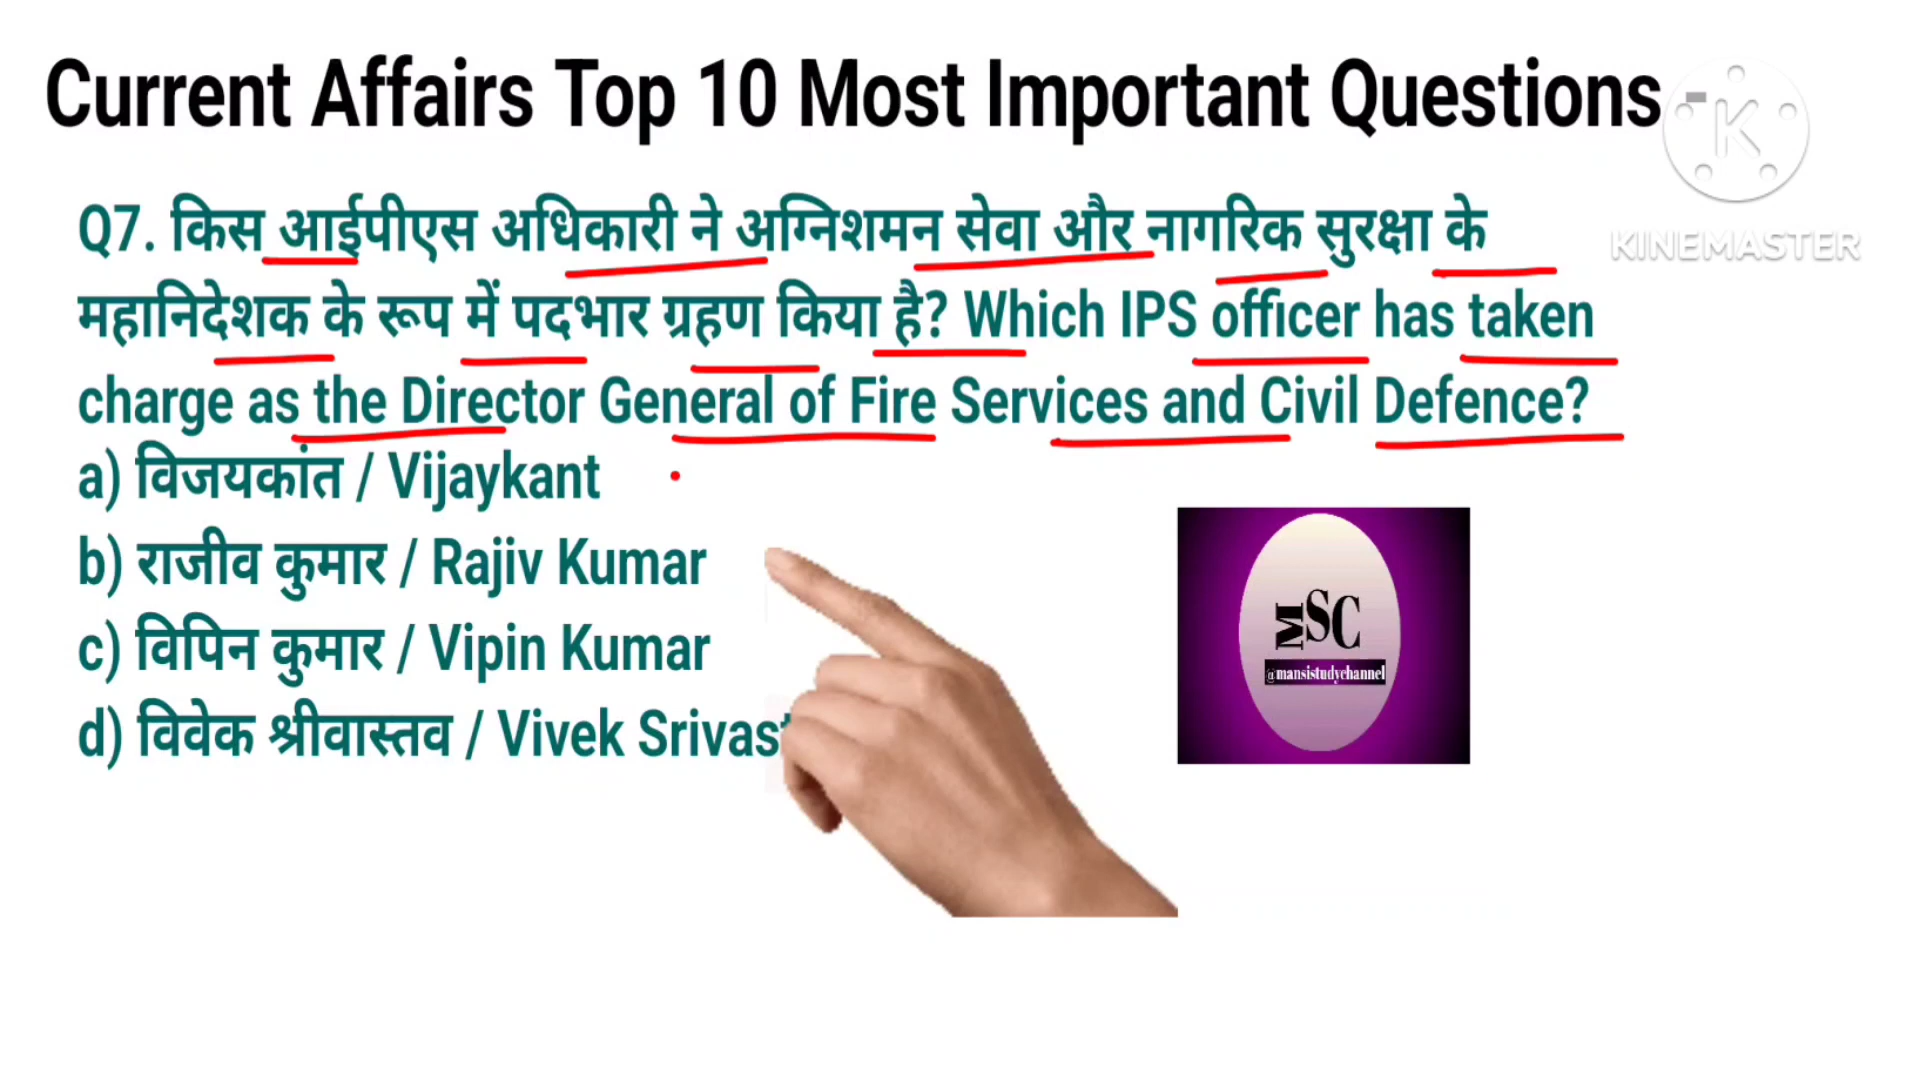 Current Affairs Top 10 Most Important Questions -
KINEMASTER
Q7. किस आईपीएस अधिकारी ने अग्निशमन सेवा और नागरिक सुरक्षा के
महानिदेशक के रूप में पदभार ग्रहण किया है? Which IPS officer has taken
charge as the Director General of Fire Services and Civil Defence?
a) विजयकांत / Vijaykant
b) राजीव कुमार / Rajiv Kumar
c) विपिन कुमार / Vipin Kumar
d) विवेक श्रीवास्तव / Vivek
MSC
@mansistudychannel